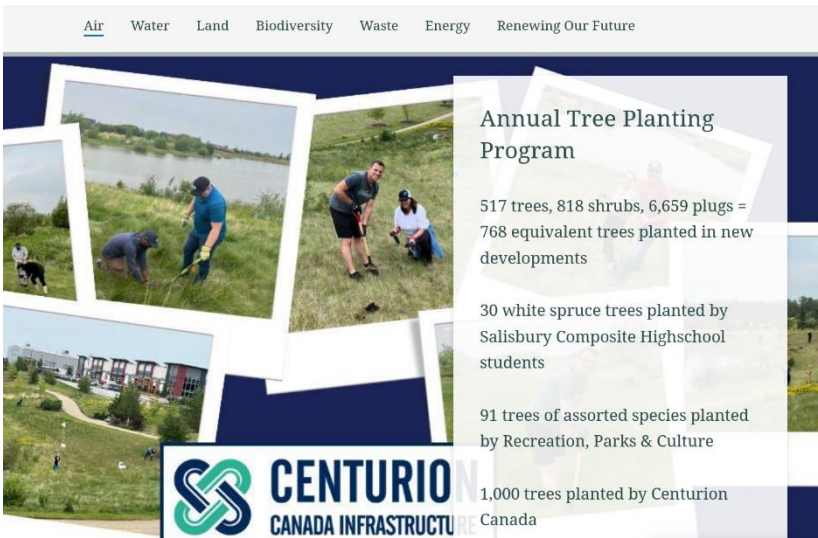 Air Water Land Biodiversity Waste Energy Renewing Our Future
Annual Tree Planting
Program
517 trees, 818 shrubs, 6,659 plugs =
768 equivalent trees planted in new
developments
30 white spruce trees planted by
Salisbury Composite Highschool
students
91 trees of assorted species planted
by Recreation, Parks & Culture
1,000 trees planted by Centurion
Canada
CENTURION
CANADA INFRASTRUCTURE